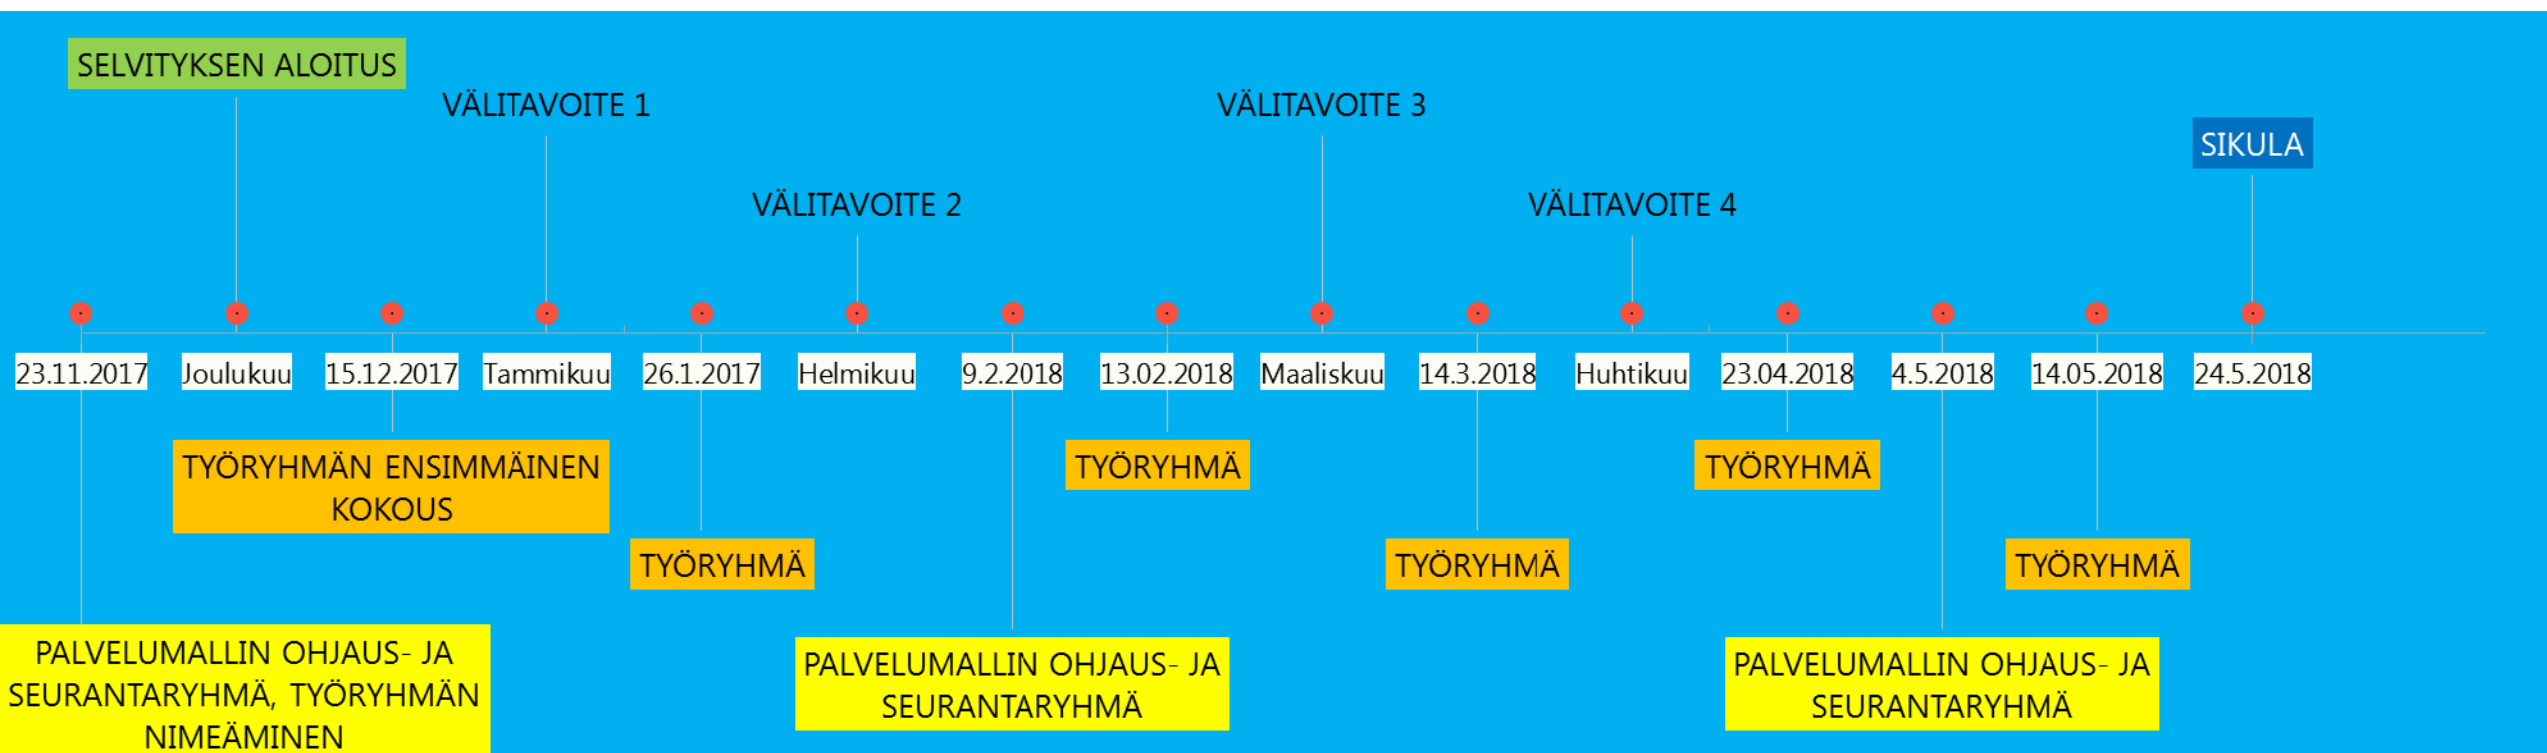 SELVITYKSEN ALOITUS
VÄLITAVOITE 1
VÄLITAVOITE 3
SIKULA
VÄLITAVOITE 2
VÄLITAVOITE 4
23.11.2017
Joulukuu
15.12.2017
Tammikuu
26.1.2017
Helmikuu
9.2.2018
13.02.2018
Maaliskuu
14.3.2018
Huhtikuu
23.04.2018
4.5.2018
14.05.2018
24.5.2018
TYÖRYHMÄN ENSIMMÄINEN
KOKOUS
TYÖRYHMÄ
TYÖRYHMÄ
TYÖRYHMÄ
TYÖRYHMÄ
TYÖRYHMÄ
PALVELUMALLIN OHJAUS- JA
SEURANTARYHMÄ, TYÖRYHMÄN
NIMEÄMINEN
PALVELUMALLIN OHJAUS- JA
SEURANTARYHMÄ
PALVELUMALLIN OHJAUS- JA
SEURANTARYHMÄ